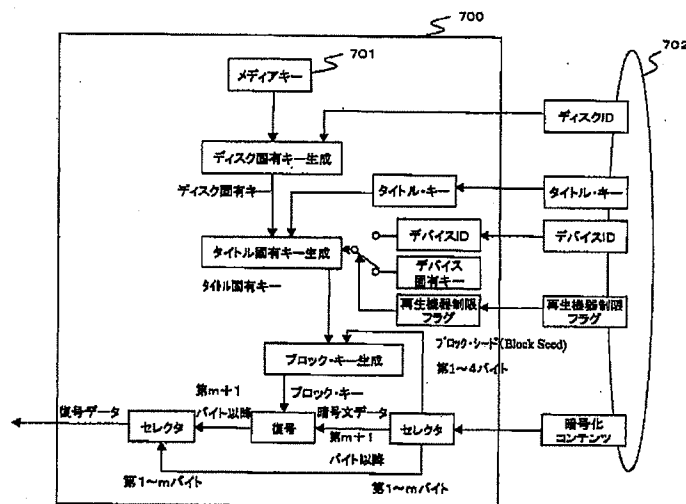 700
701
702
メディアキー
ディスクID
ディスク固有キー生成
ディスク固有キー
タイトル・キー
タイトル・キー
デバイスID
デバイスID
タイトル固有キー生成
デバイス
固有キー
タイトル固有キー
再生機器制限
フラグ
再生機器制限
フラグ
ブロック・シード(Block Seed)
ブロック・キー生成
第1〜4バイト
第m+1
バイト以降
ブロック・キー
暗号文データ
復号データ
セレクタ
復号
第m+1
バイト以降
セレクタ
暗号化
コンテンツ
第1〜mバイト
第1〜mバイト